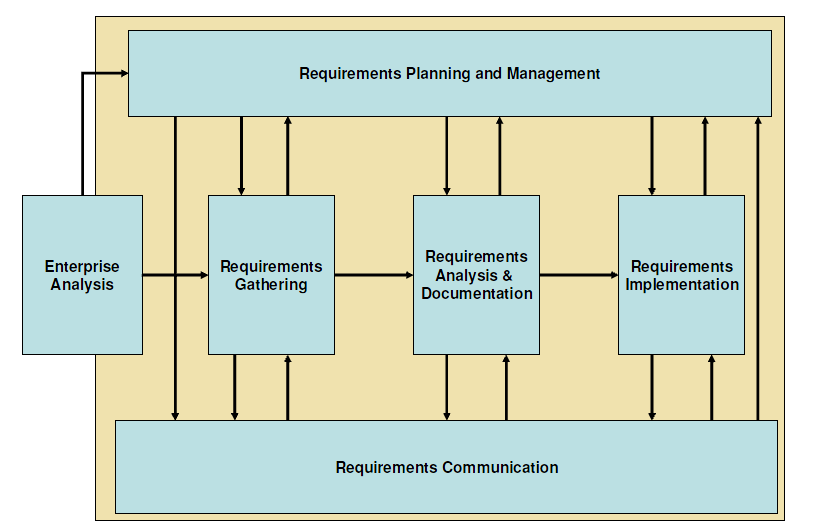 Requirements Planning and Management
Enterprise
Analysis
Requirements
Gathering
Requirements
Analysis &
Documentation
Requirements
Implementation
Requirements Communication